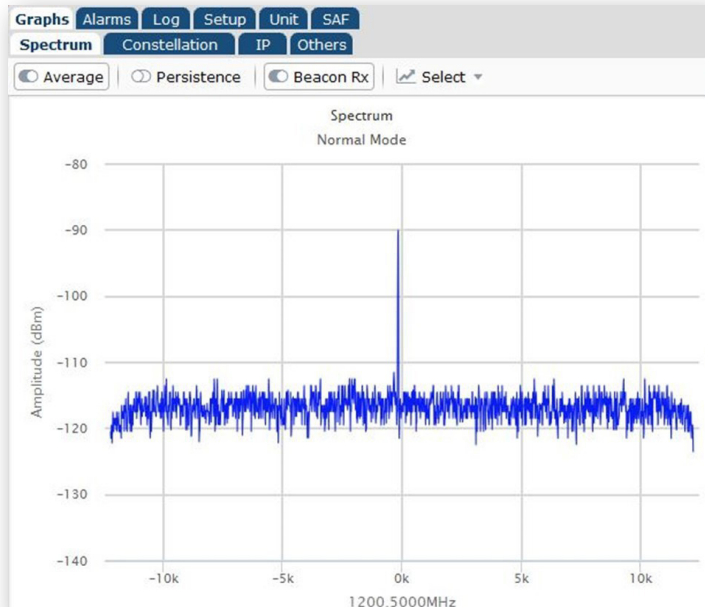 Graphs Alarms Log Setup Unit SAF
Spectrum Constellation IP Others
Average Persistence Beacon Rx Select
Spectrum
Normal Mode
-80
-90
-100
-110
-120
-130
-140
Amplitude (dBm)
-10k -5k 0k 5k 10k
1200.5000MHz